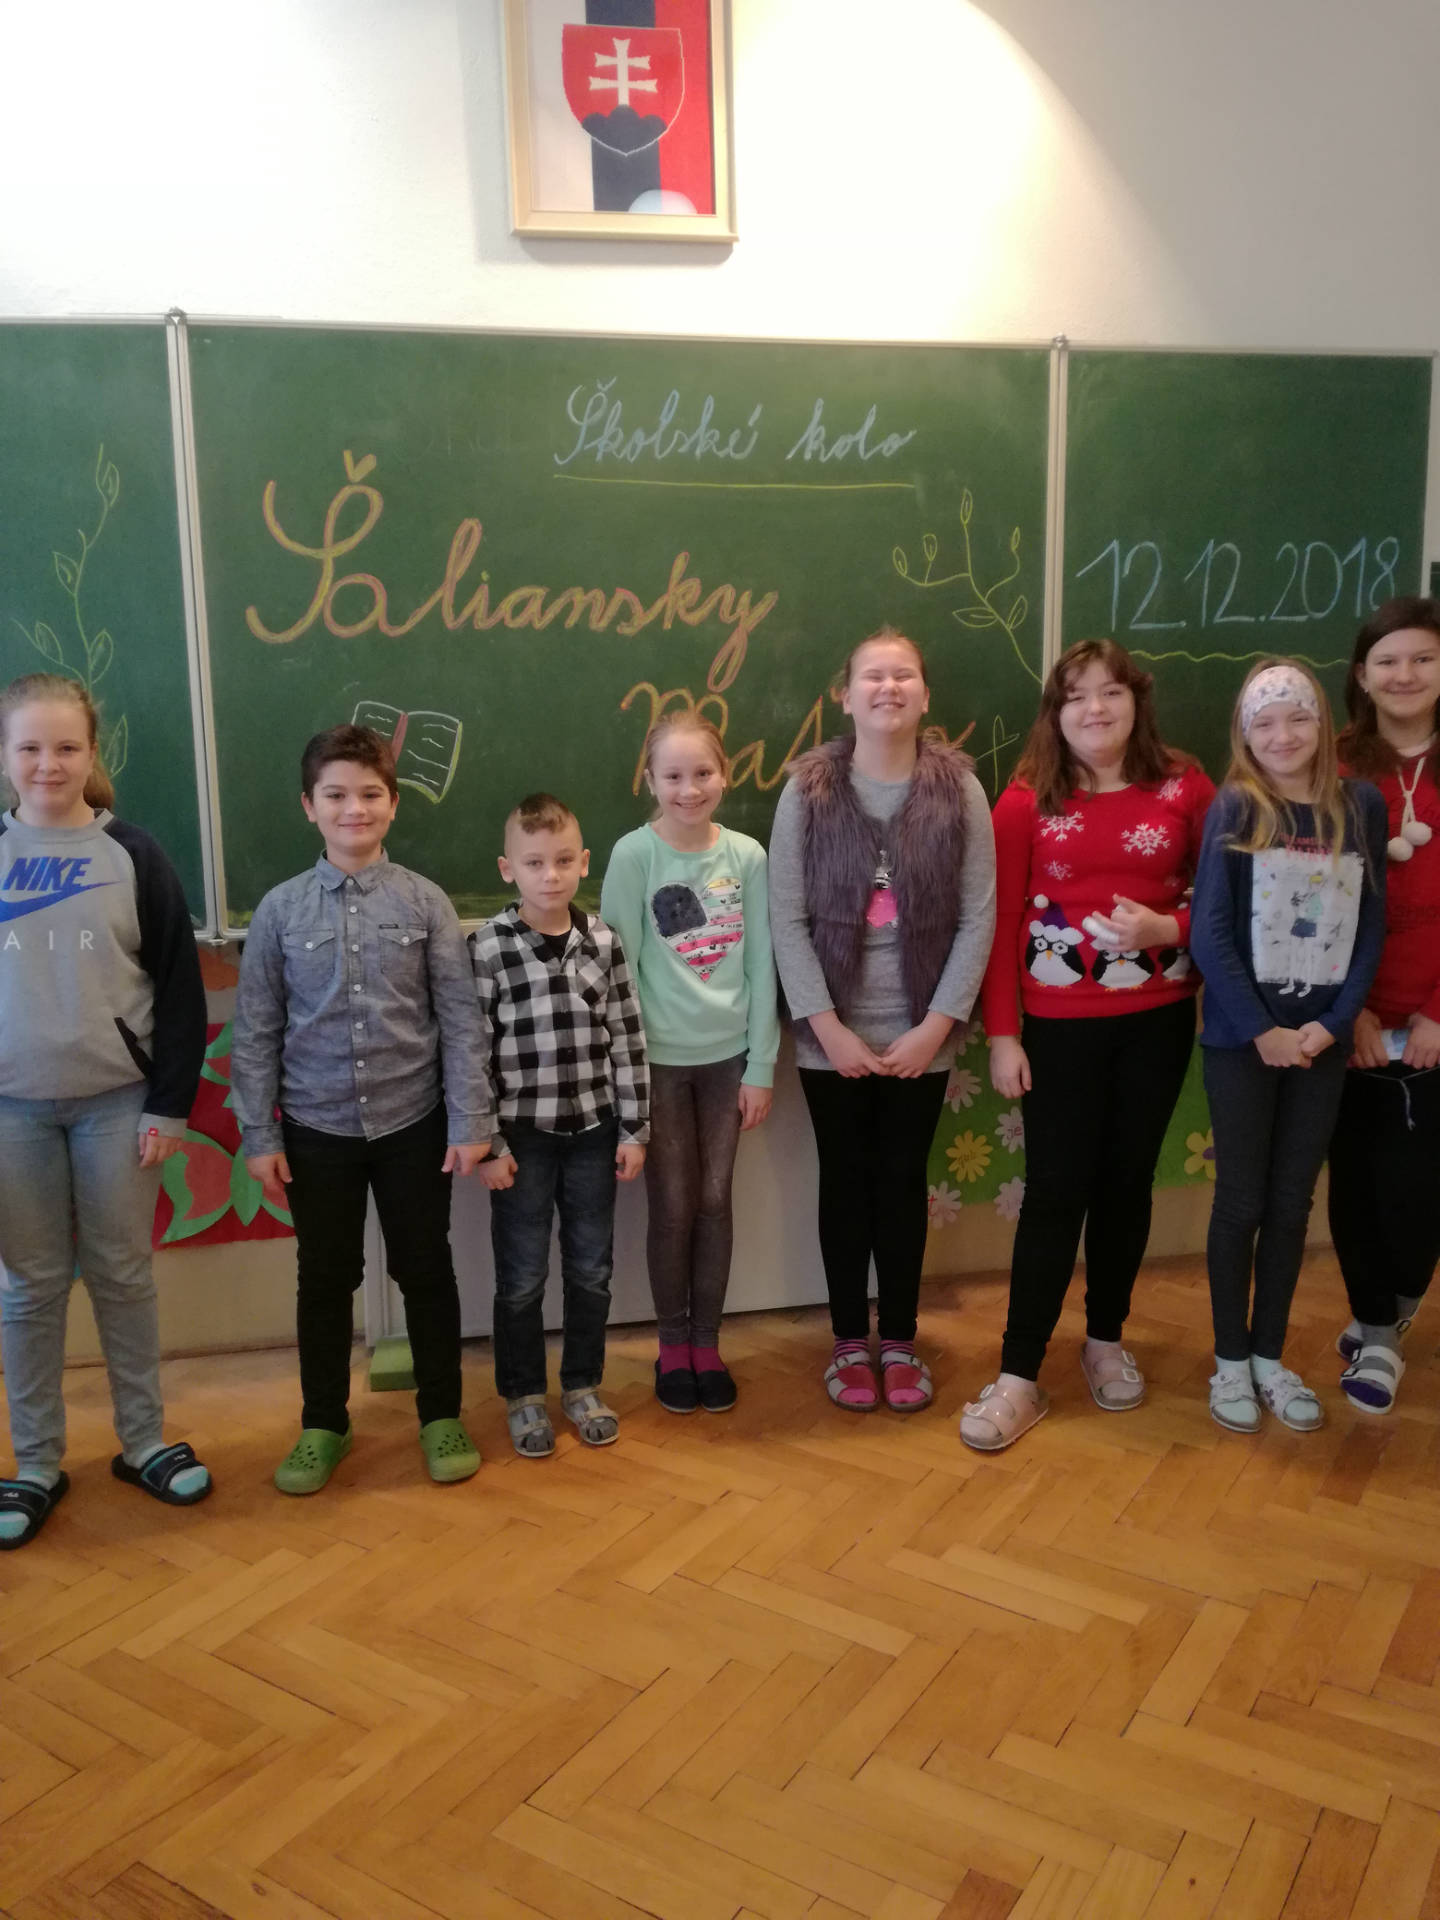 Školské kolo
Šaliansky
12.12.2018
NIKE
AIR